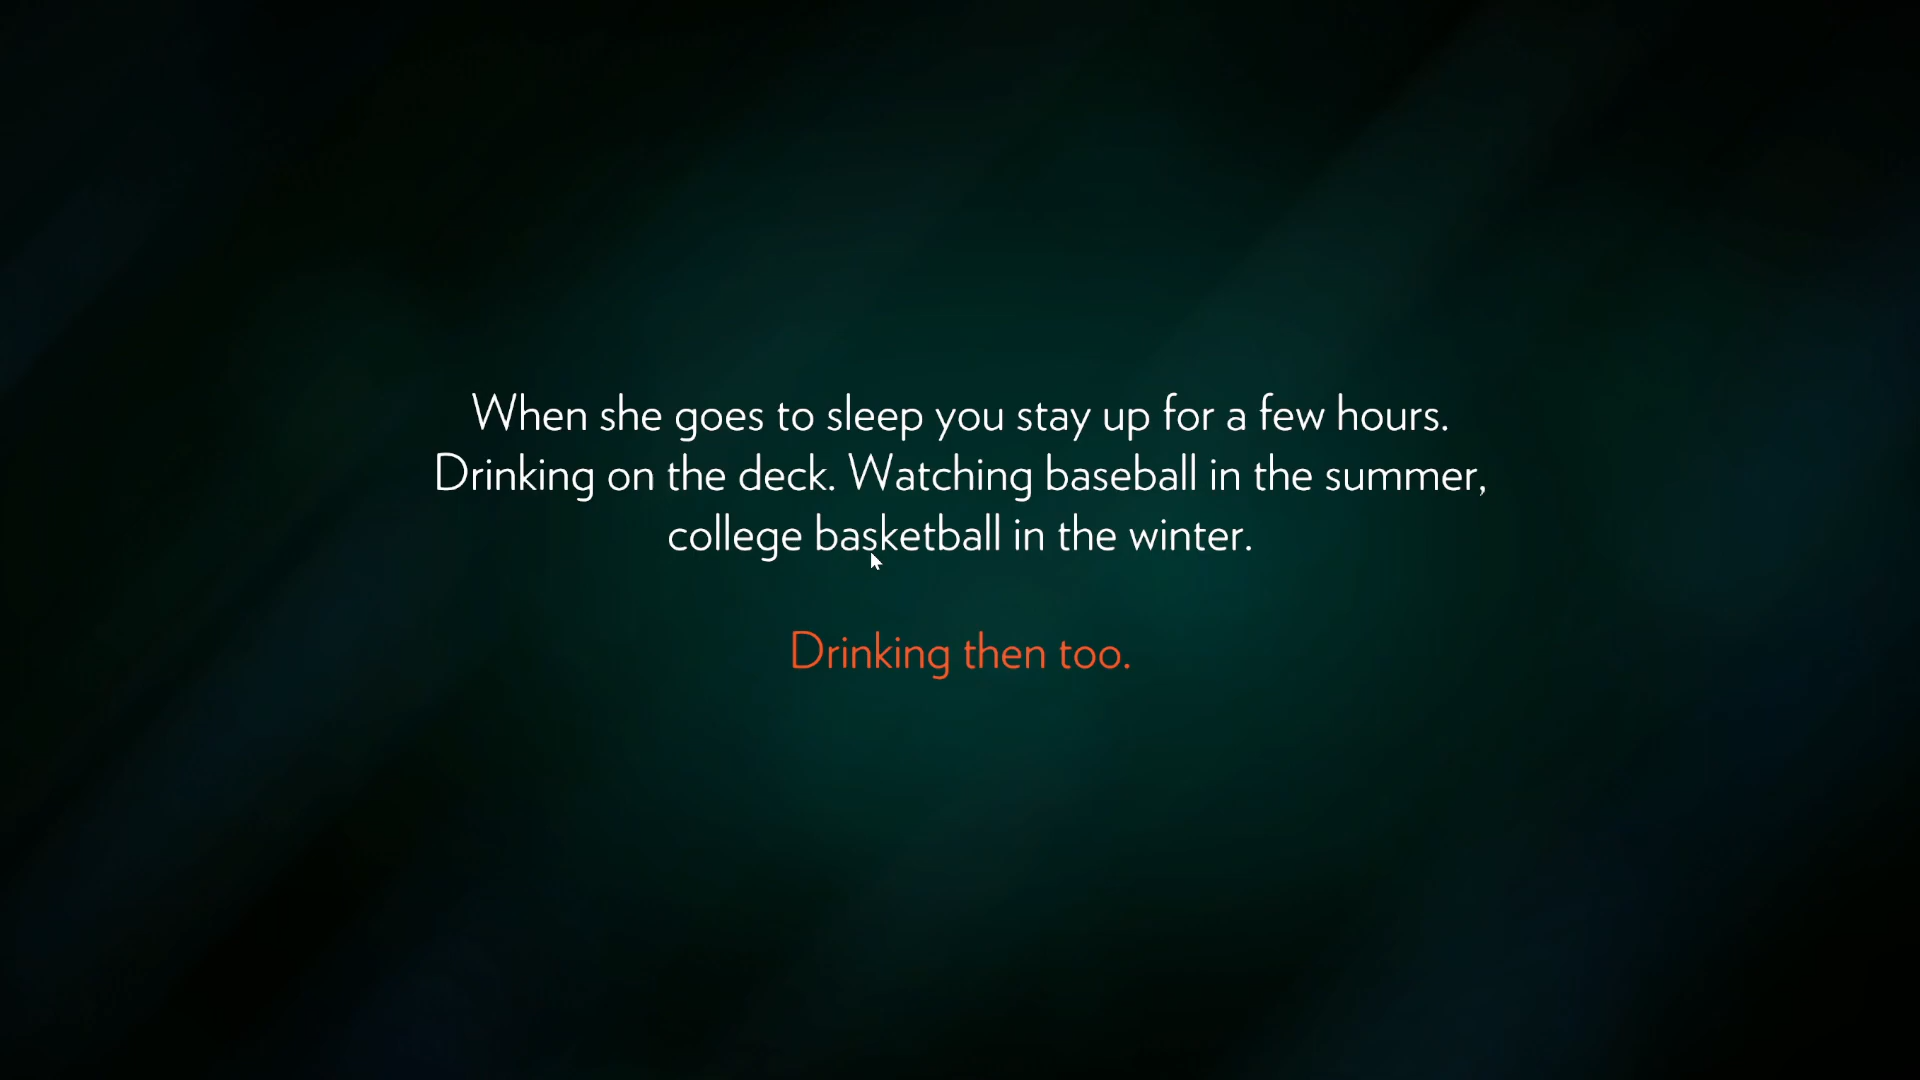 When she goes to sleep you stay up for a few hours.
Drinking on the deck. Watching baseball in the summer,
college basketball in the winter.
Drinking then too.